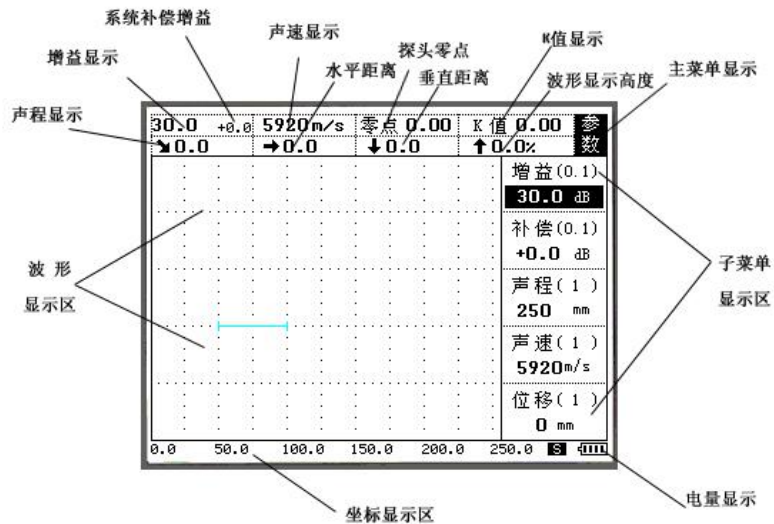 系统补偿增益
声速显示
K值显示
增益显示
探头零点
水平距离
垂直距离
波形显示高度
主菜单显示
声程显示
30.0 +0.0 5920m/s 零点 0.00 K 值 0.00 参数
↘0.0 →0.0 ↓0.0 ↑0.0%
增益(0.1)
30.0 dB
补偿(0.1)
+0.0 dB
声程( 1 )
250 mm
声速( 1 )
5920m/s
位移( 1 )
0 mm
波 形
显示区
子菜单
显示区
0.0 50.0 100.0 150.0 200.0 250.0 S
坐标显示区
电量显示